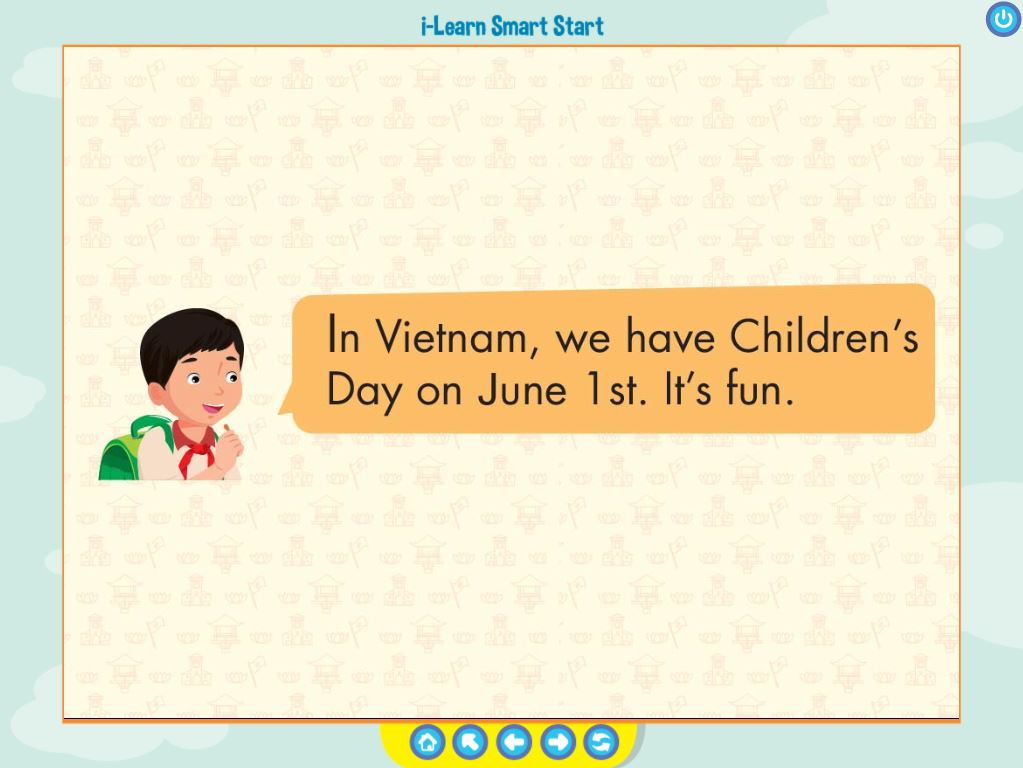 i-Learn Smart Start
In Vietnam, we have Children's
Day on June 1st. It's fun.